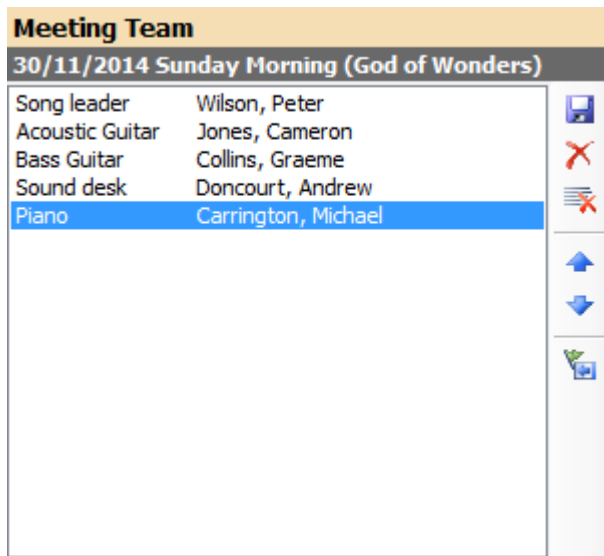 Meeting Team
30/11/2014 Sunday Morning (God of Wonders)
Song leader Wilson, Peter
Acoustic Guitar Jones, Cameron
Bass Guitar Collins, Graeme
Sound desk Doncourt, Andrew
Piano Carrington, Michael